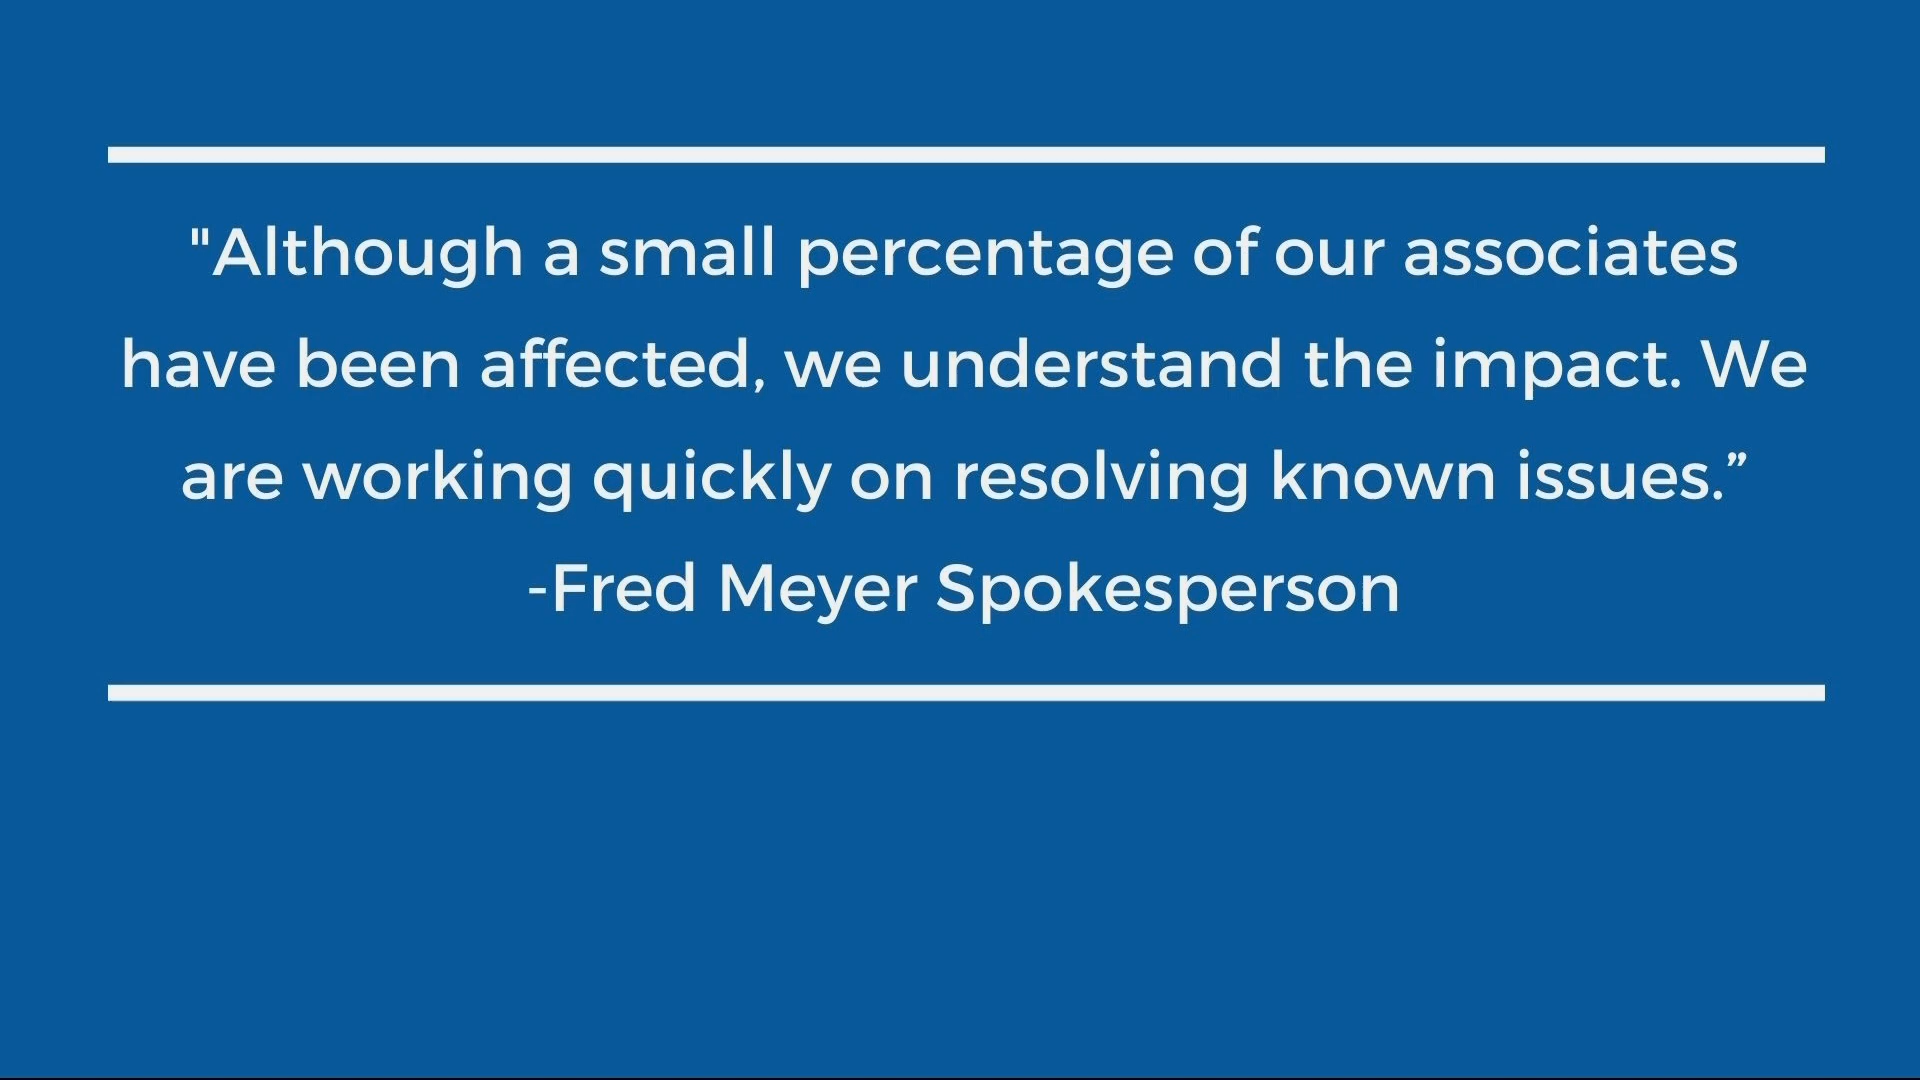 "Although a small percentage of our associates
have been affected, we understand the impact. We
are working quickly on resolving known issues.”
-Fred Meyer Spokesperson